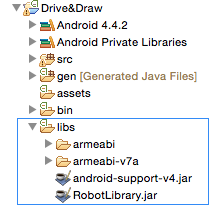 Drive&Draw
Android 4.4.2
Android Private Libraries
src
gen [Generated Java Files]
assets
bin
libs
armeabi
armeabi-v7a
android-support-v4.jar
RobotLibrary.jar